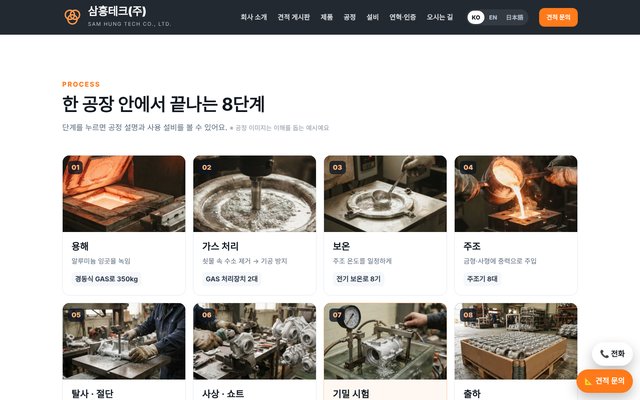 삼흥테크(주)
SAM HUNG TECH CO., LTD.
회사 소개 견적 게시판 제품 공정 설비 연혁·인증 오시는 길
KO EN 日本語
견적 문의
PROCESS
한 공장 안에서 끝나는 8단계
단계를 누르면 공정 설명과 사용 설비를 볼 수 있어요. ※ 공정 이미지는 이해를 돕는 예시예요
01
용해
알루미늄 잉곳을 녹임
경동식 GAS로 350kg
02
가스 처리
쇳물 속 수소 제거 → 기공 방지
GAS 처리장치 2대
03
보온
주조 온도를 일정하게
전기 보온로 8기
04
주조
금형·사형에 중력으로 주입
주조기 8대
05
탈사 · 절단
06
사상 · 쇼트
07
기밀 시험
08
출하
📞 전화
📐 견적 문의